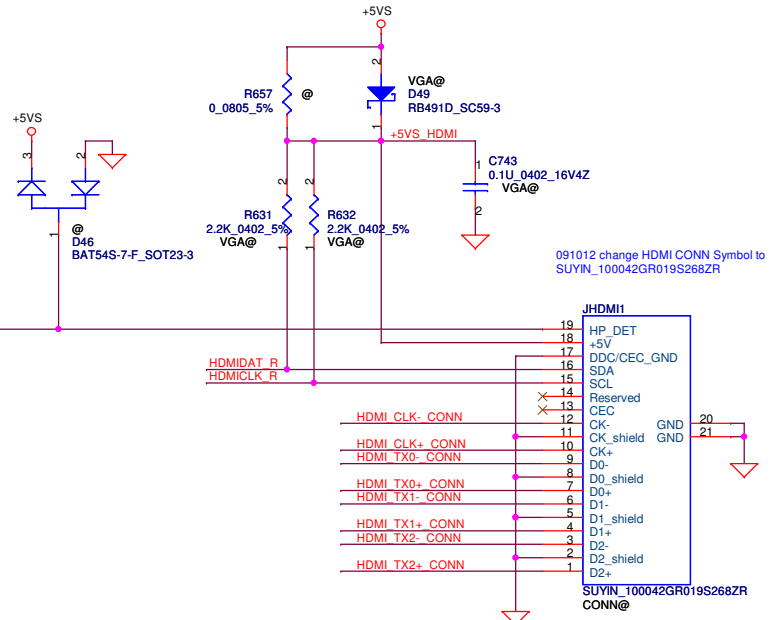 +5VS
2
VGA@
R657
@
D49
0_0805_5%
RB491D_SC59-3
+5VS
1
+5VS_HDMI
3
2
1
C743
0.1U_0402_16V4Z
VGA@
2
2
2
R631
R632
2.2K_0402_5%
2.2K_0402_5%
VGA@
VGA@
1
1
@
1
D46
BAT54S-7-F_SOT23-3
091012 change HDMI CONN Symbol to
SUYIN_100042GR019S268ZR
JHDMI1
19 HP_DET
18 +5V
17 DDC/CEC_GND
HDMIDAT_R 16 SDA
HDMICLK_R 15 SCL
14 Reserved
13 CEC
HDMI_CLK-_CONN 12 CK- GND 20
11 CK_shield GND 21
HDMI_CLK+_CONN 10 CK+
HDMI_TX0-_CONN 9 D0-
8 D0_shield
HDMI_TX0+_CONN 7 D0+
HDMI_TX1-_CONN 6 D1-
5 D1_shield
HDMI_TX1+_CONN 4 D1+
HDMI_TX2-_CONN 3 D2-
2 D2_shield
HDMI_TX2+_CONN 1 D2+
SUYIN_100042GR019S268ZR
CONN@